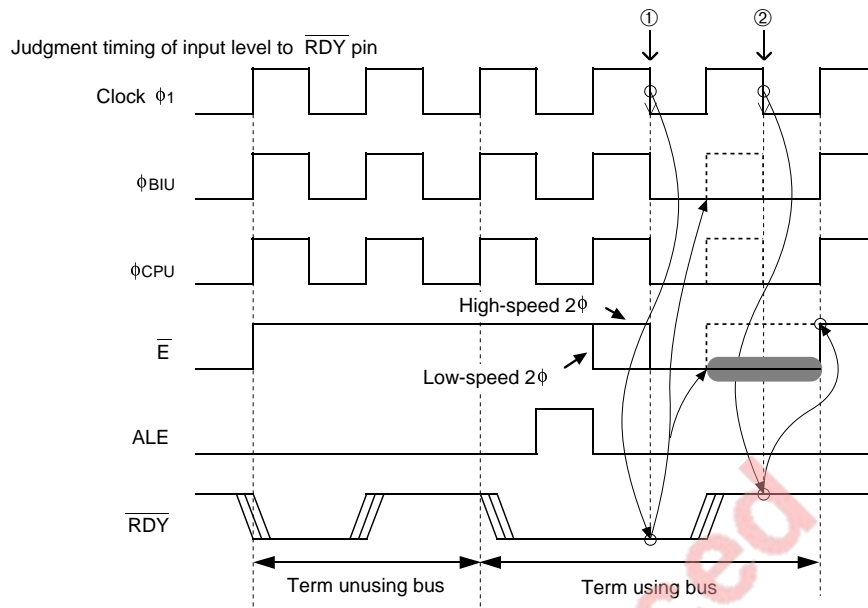 ① ②
Judgment timing of input level to RDY pin
Clock ϕ1
ϕBIU
ϕCPU
High-speed 2ϕ
E
Low-speed 2ϕ
ALE
RDY
Term unusing bus
Term using bus